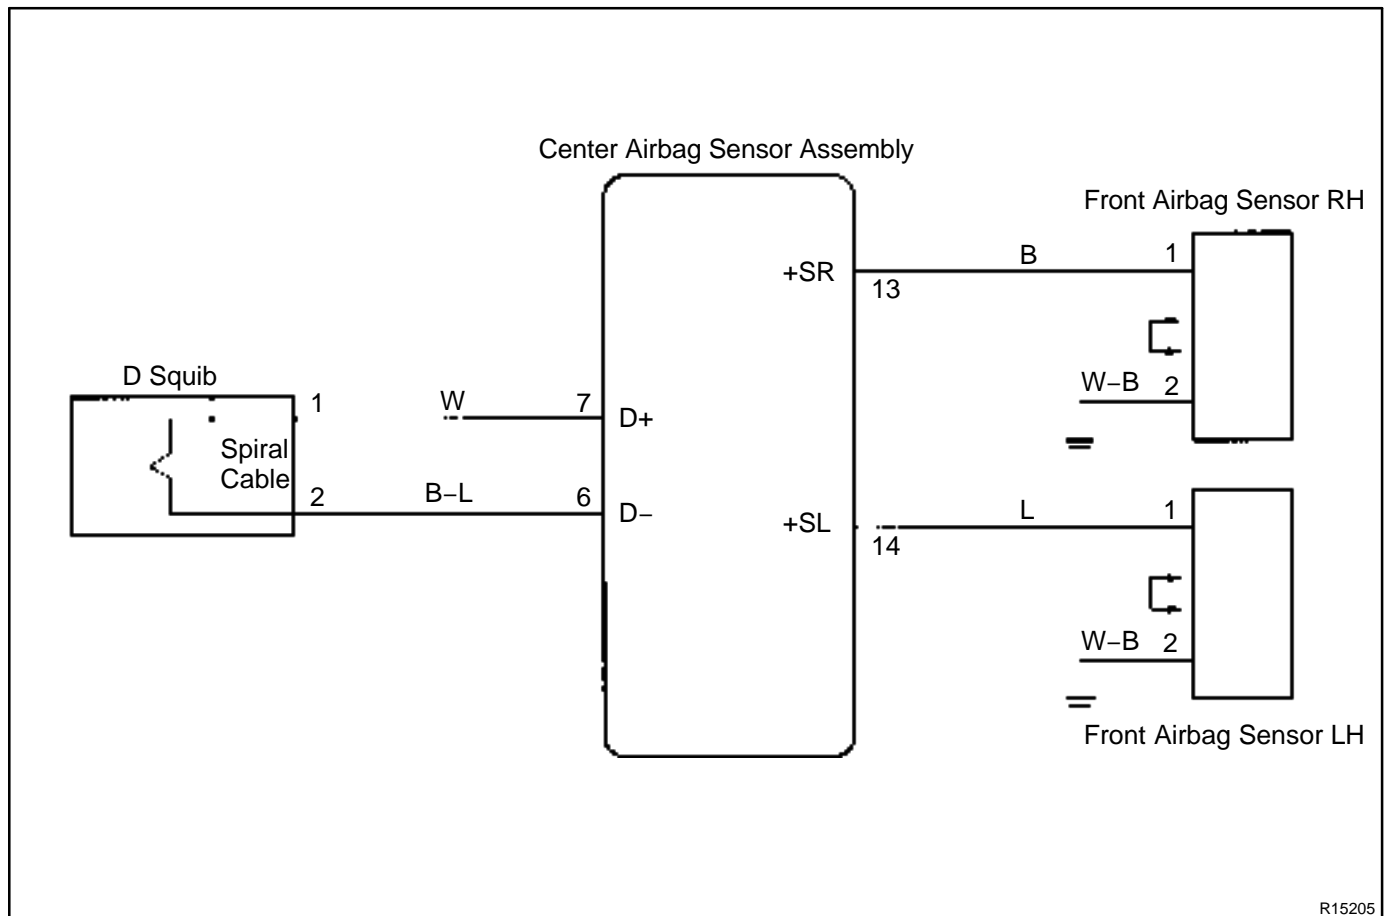 Center Airbag Sensor Assembly
Front Airbag Sensor RH
+SR
13
B
1
W–B 2
D Squib
1
Spiral
Cable
2
W
7
D+
B–L
6
D–
+SL
14
L
1
W–B 2
Front Airbag Sensor LH
R15205